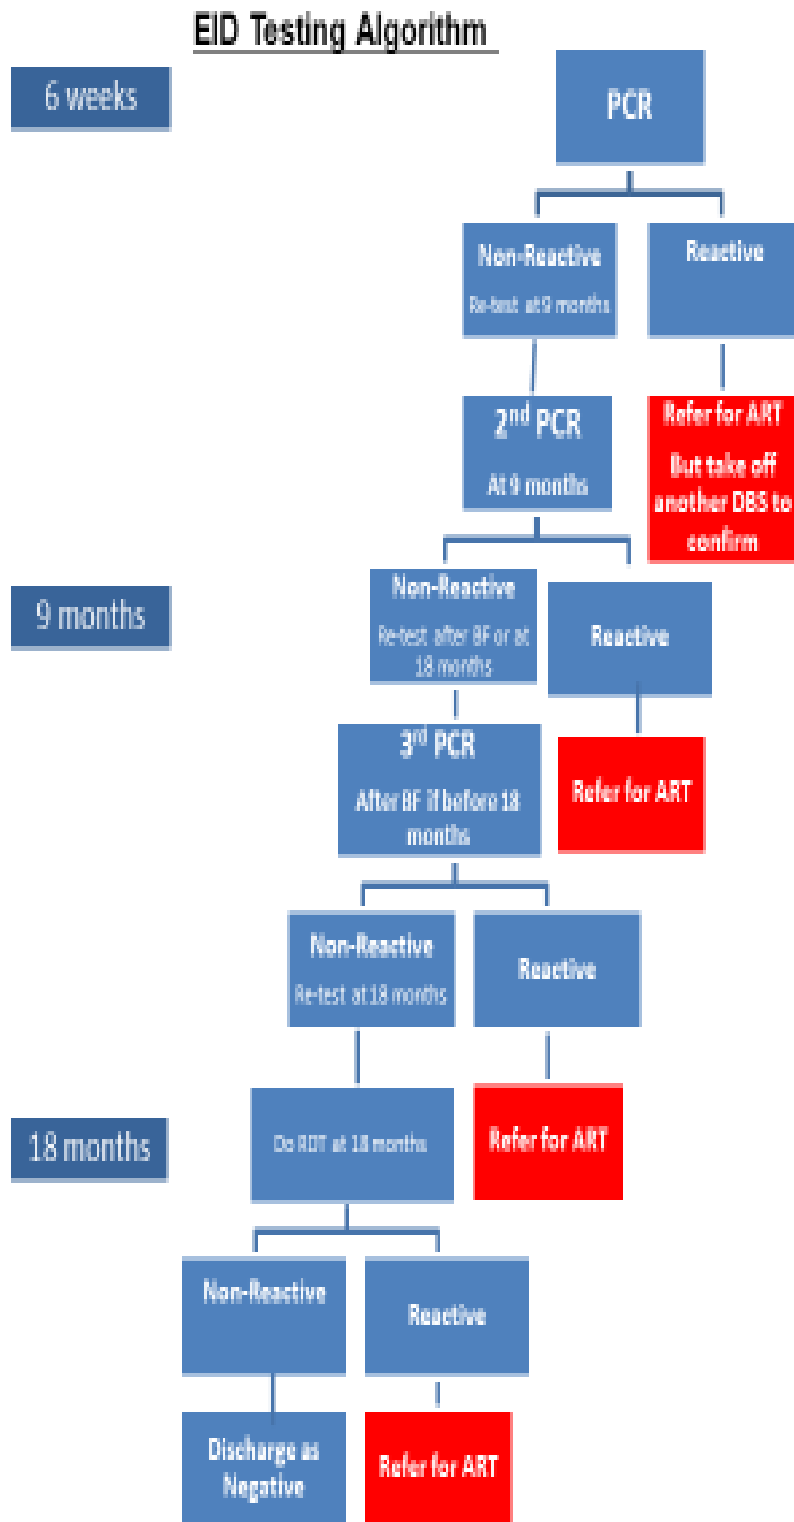 EID Testing Algorithm
6 weeks
PCR
Non-Reactive
Re-test at 9 months
Reactive
2nd PCR
At 9 months
Refer for ART
But take off
another DBS to
confirm
9 months
Non-Reactive
Re-test after BF or at
18 months
Reactive
3rd PCR
After BF if before 18
months
Refer for ART
Non-Reactive
Re-test at 18 months
Reactive
18 months
Do RDT at 18 months
Refer for ART
Non-Reactive
Reactive
Discharge as
Negative
Refer for ART